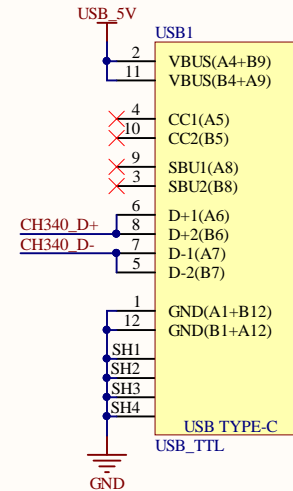 USB_5V
USB1
2 VBUS(A4+B9)
11 VBUS(B4+A9)
4 CC1(A5)
10 CC2(B5)
9 SBU1(A8)
3 SBU2(B8)
6 D+1(A6)
CH340_D+ 8 D+2(B6)
CH340_D- 7 D-1(A7)
5 D-2(B7)
1 GND(A1+B12)
12 GND(B1+A12)
SH1
SH2
SH3
SH4
USB TYPE-C
USB_TTL
GND